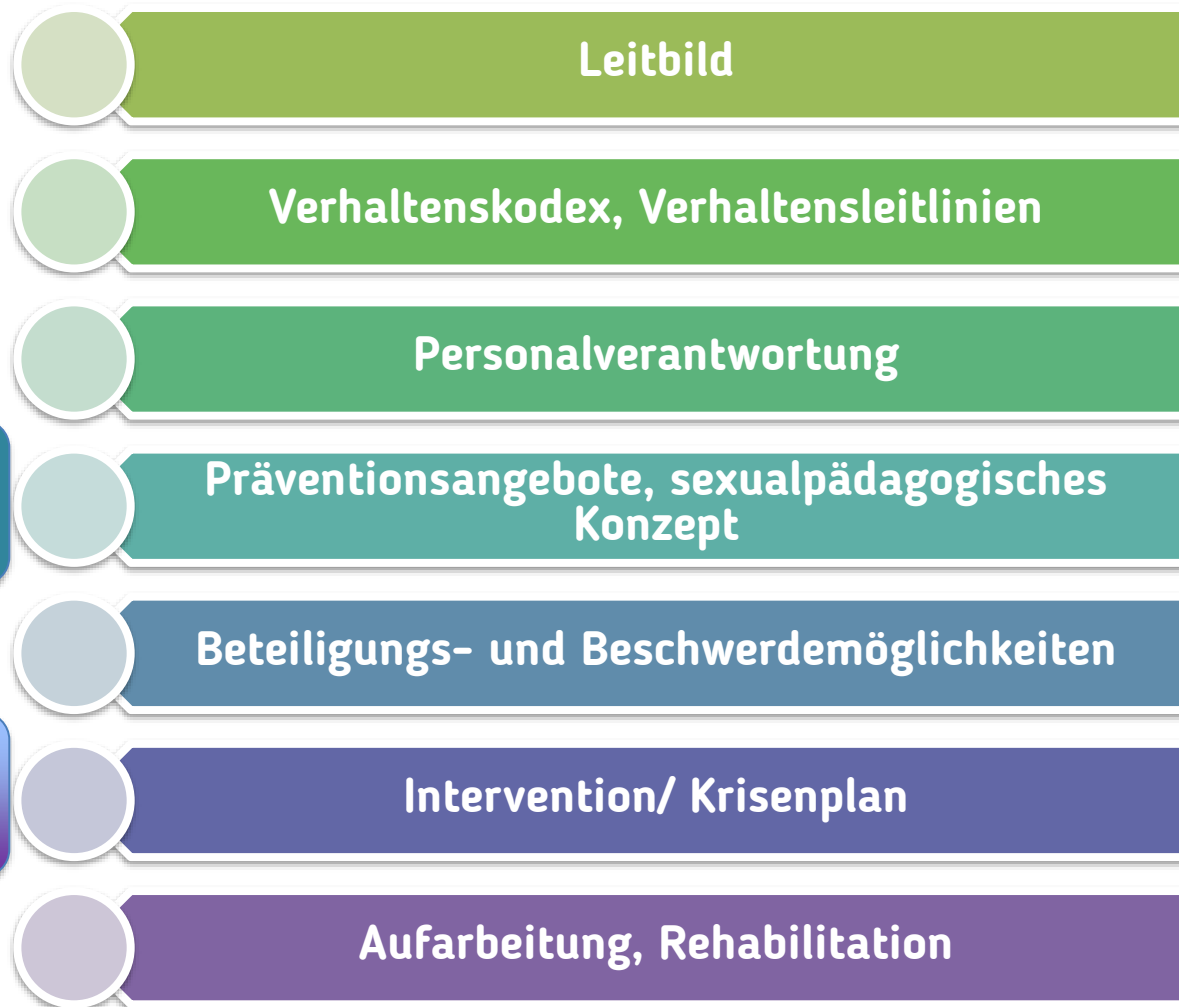 Leitbild
Verhaltenskodex, Verhaltensleitlinien
Personalverantwortung
Präventionsangebote, sexualpädagogisches
Konzept
Beteiligungs- und Beschwerdemöglichkeiten
Intervention/ Krisenplan
Aufarbeitung, Rehabilitation